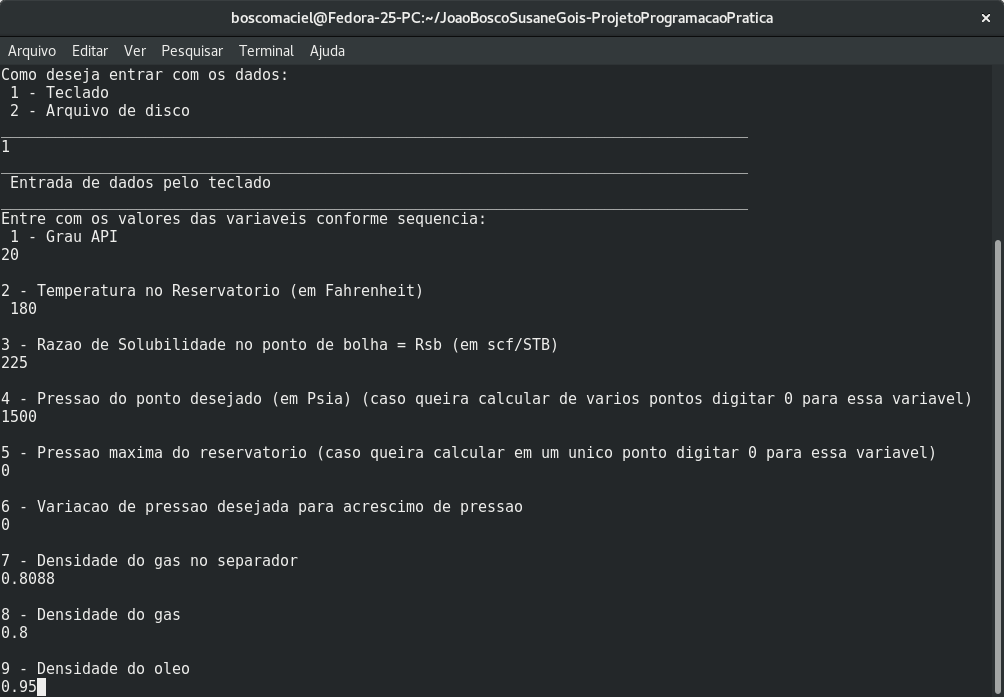 boscomaciel@Fedora-25-PC:~/JoaoBoscoSusaneGois-ProjetoProgramacaoPratica
Arquivo Editar Ver Pesquisar Terminal Ajuda
Como deseja entrar com os dados:
1 - Teclado
2 - Arquivo de disco
1
Entrada de dados pelo teclado
Entre com os valores das variaveis conforme sequencia:
1 - Grau API
20
2 - Temperatura no Reservatorio (em Fahrenheit)
180
3 - Razao de Solubilidade no ponto de bolha = Rsb (em scf/STB)
225
4 - Pressao do ponto desejado (em Psia) (caso queira calcular de varios pontos digitar 0 para essa variavel)
1500
5 - Pressao maxima do reservatorio (caso queira calcular em um unico ponto digitar 0 para essa variavel)
0
6 - Variacao de pressao desejada para acrescimo de pressao
0
7 - Densidade do gas no separador
0.8088
8 - Densidade do gas
0.8
9 - Densidade do oleo
0.95